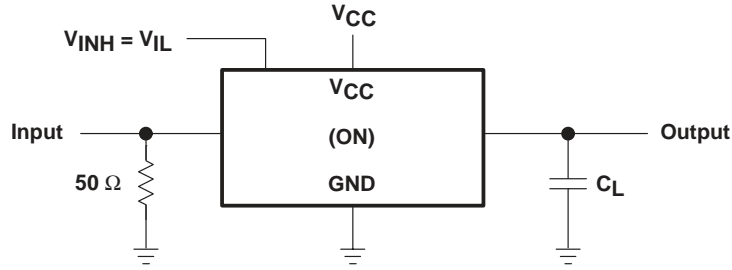 VCC
VINH = VIL
VCC
Input
(ON)
Output
50 Ω
GND
CL